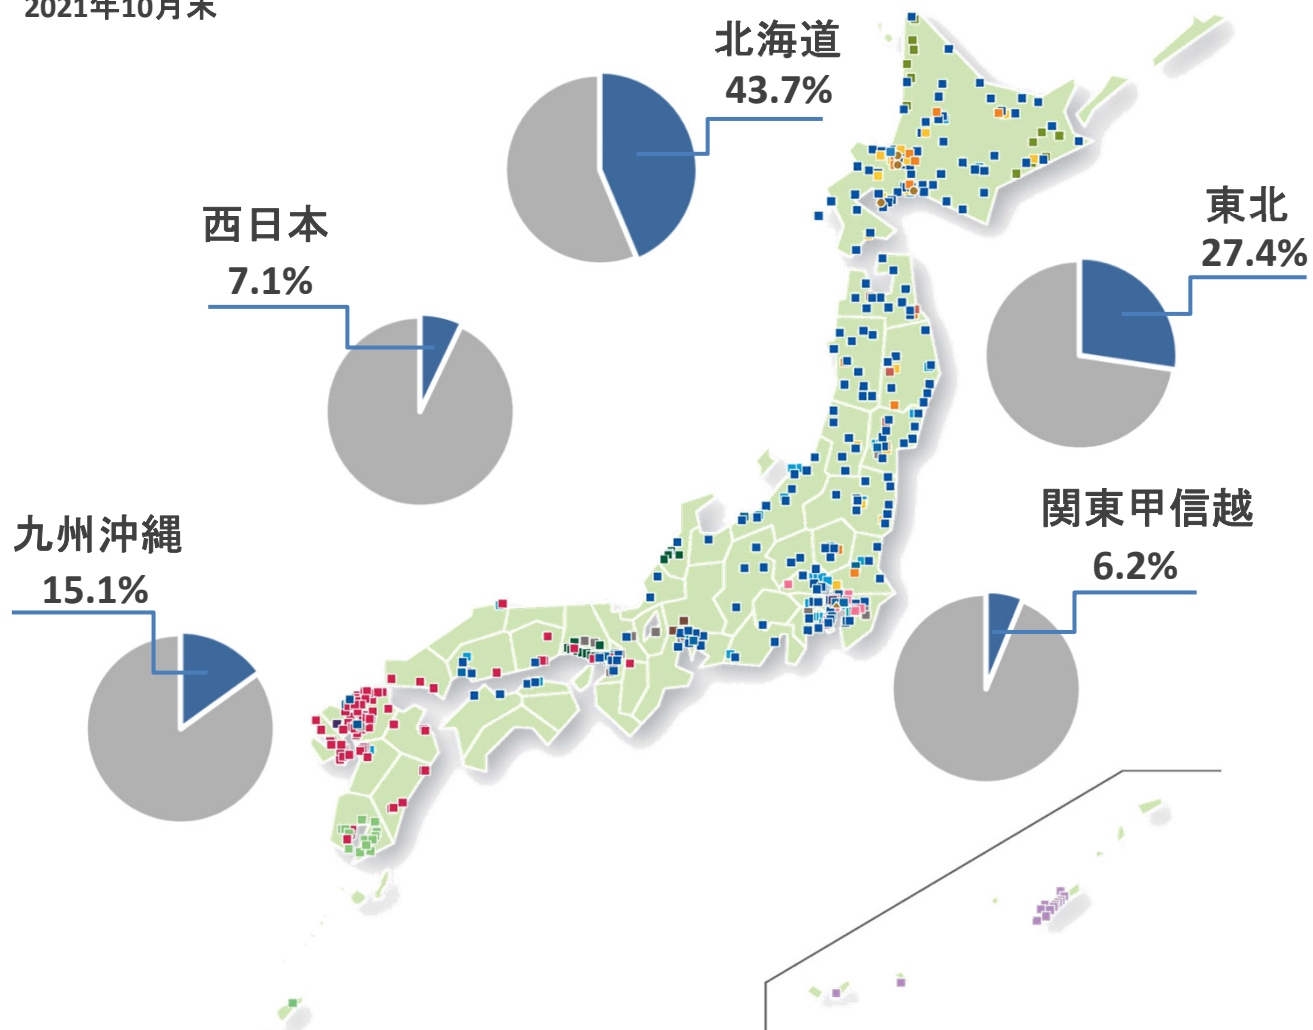 2021年10月末
北海道
43.7%
西日本
7.1%
東北
27.4%
関東甲信越
6.2%
九州沖縄
15.1%